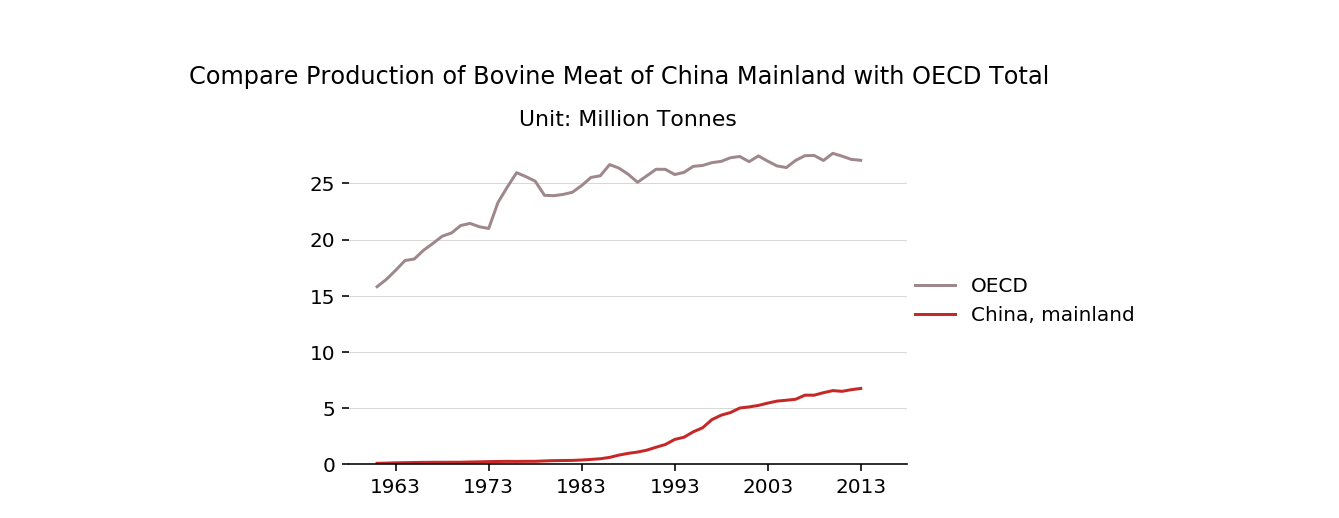 Compare Production of Bovine Meat of China Mainland with OECD Total
Unit: Million Tonnes
25
20
15
10
5
0
1963 1973 1983 1993 2003 2013
OECD
China, mainland